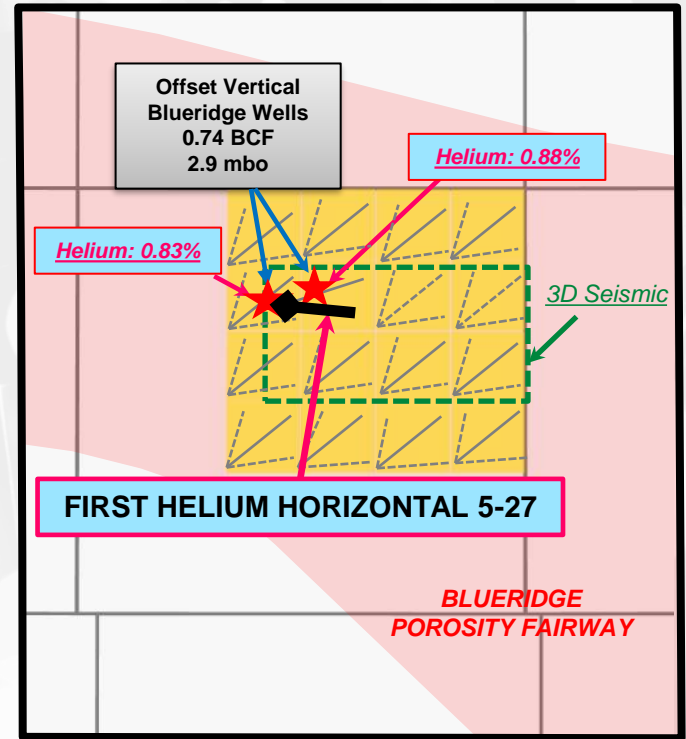 Offset Vertical
Blueridge Wells
0.74 BCF
2.9 mbo
Helium: 0.88%
Helium: 0.83%
3D Seismic
FIRST HELIUM HORIZONTAL 5-27
BLUERIDGE
POROSITY FAIRWAY